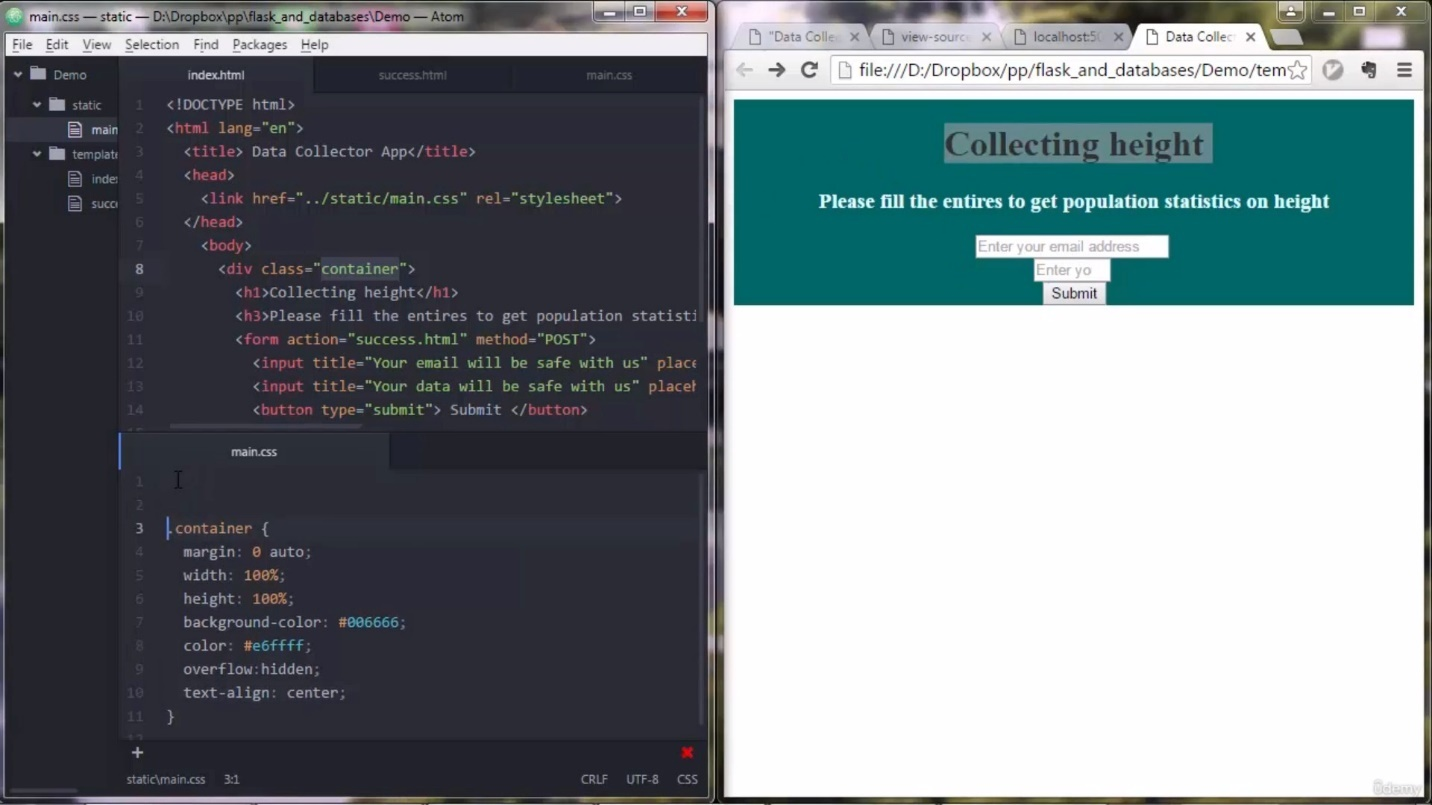 main.css — static — D:\Dropbox\pp\flask_and_databases\Demo — Atom
File Edit View Selection Find Packages Help
Demo
static
main
template
index
succ
index.html success.html main.css
1 <!DOCTYPE html>
2 <html lang="en">
3 <title> Data Collector App</title>
4 <head>
5 <link href="../static/main.css" rel="stylesheet">
6 </head>
7 <body>
8 <div class="container">
9 <h1>Collecting height</h1>
10 <h3>Please fill the entires to get population statisti
11 <form action="success.html" method="POST">
12 <input title="Your email will be safe with us" place
13 <input title="Your data will be safe with us" placeh
14 <button type="submit"> Submit </button>
main.css
1
2
3 .container {
4 margin: 0 auto;
5 width: 100%;
6 height: 100%;
7 background-color: #006666;
8 color: #e6ffff;
9 overflow:hidden;
10 text-align: center;
11 }
12
static\main.css 3:1 CRLF UTF-8 CSS
"Data Colle view-source localhost:50 Data Collec
file:///D:/Dropbox/pp/flask_and_databases/Demo/tem
Collecting height
Please fill the entires to get population statistics on height
Enter your email address
Enter yo
Submit
ûdemy